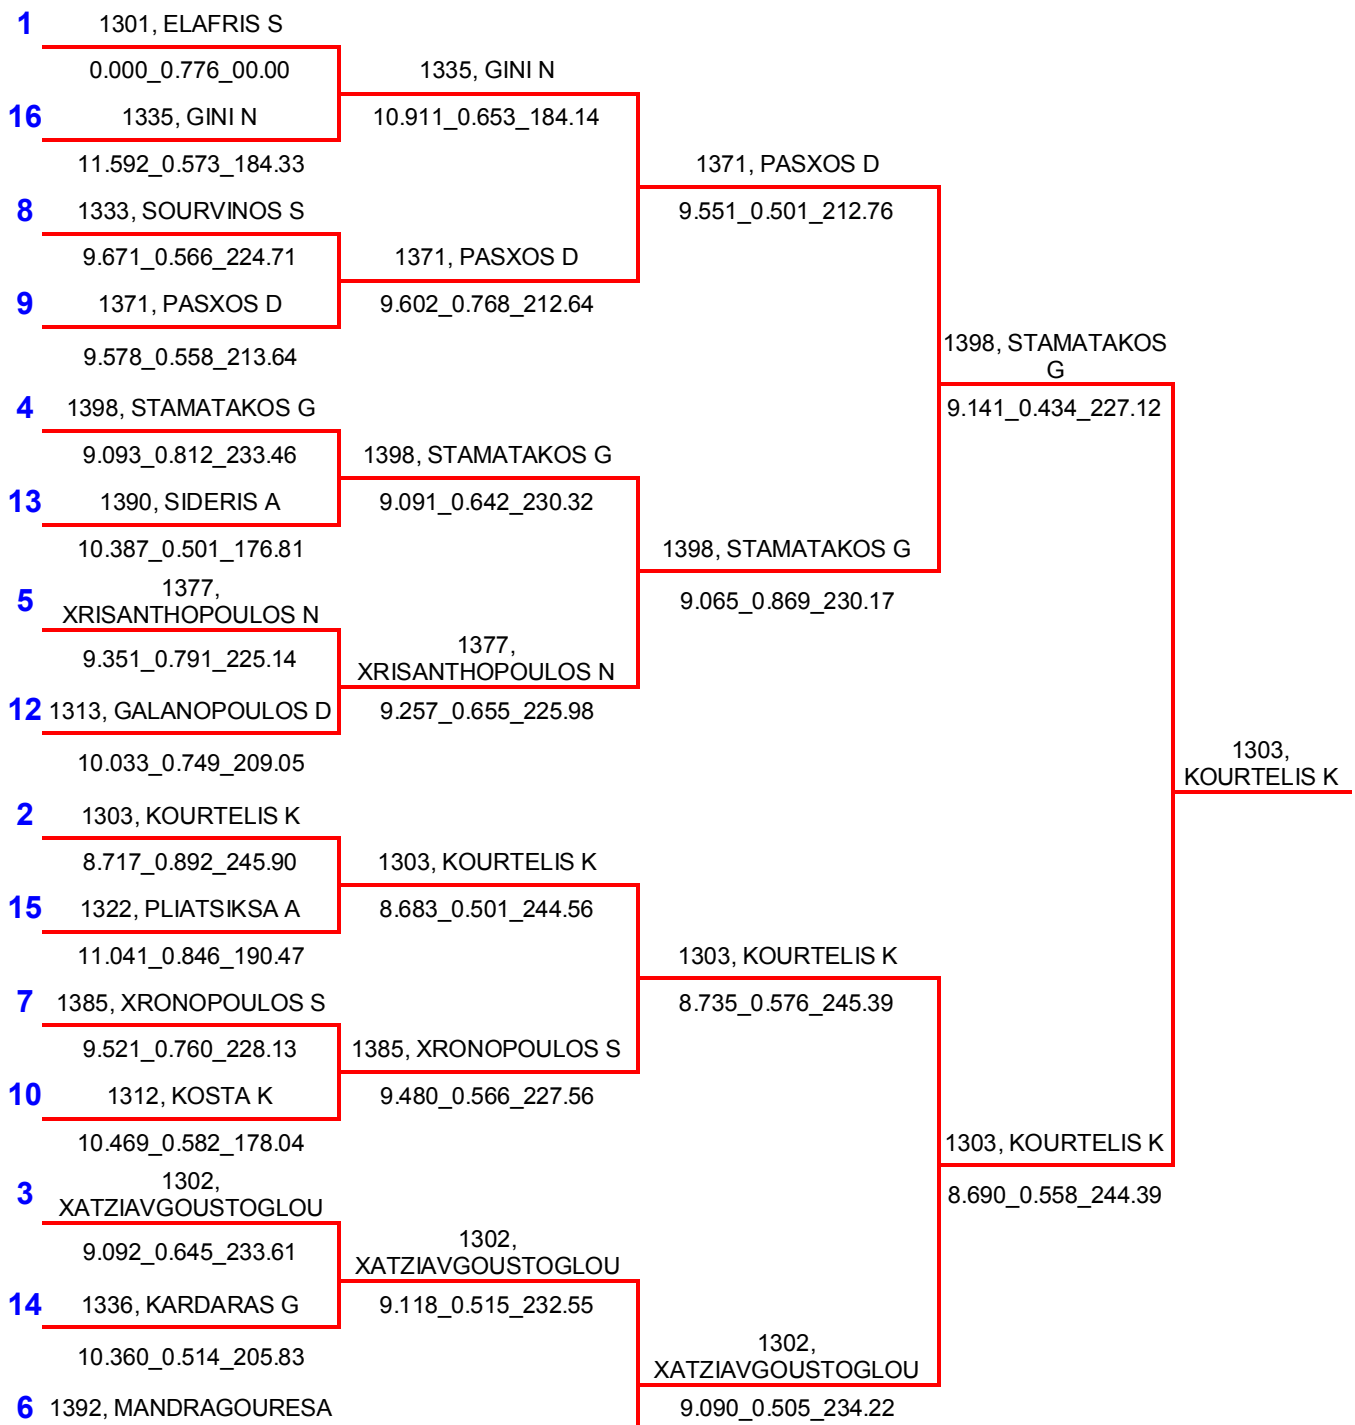 1
1301, ELAFRIS S
0.000_0.776_00.00
1335, GINI N
16
1335, GINI N
10.911_0.653_184.14
11.592_0.573_184.33
1371, PASXOS D
8
1333, SOURVINOS S
9.551_0.501_212.76
9.671_0.566_224.71
1371, PASXOS D
9
1371, PASXOS D
9.602_0.768_212.64
9.578_0.558_213.64
1398, STAMATAKOS
G
4
1398, STAMATAKOS G
9.141_0.434_227.12
9.093_0.812_233.46
1398, STAMATAKOS G
13
1390, SIDERIS A
9.091_0.642_230.32
10.387_0.501_176.81
1398, STAMATAKOS G
5
1377,
XRISANTHOPOULOS N
9.065_0.869_230.17
9.351_0.791_225.14
1377,
XRISANTHOPOULOS N
12
1313, GALANOPOULOS D
9.257_0.655_225.98
10.033_0.749_209.05
1303,
KOURTELIS K
2
1303, KOURTELIS K
8.717_0.892_245.90
1303, KOURTELIS K
15
1322, PLIATSIKSA A
8.683_0.501_244.56
11.041_0.846_190.47
1303, KOURTELIS K
7
1385, XRONOPOULOS S
8.735_0.576_245.39
9.521_0.760_228.13
1385, XRONOPOULOS S
10
1312, KOSTA K
9.480_0.566_227.56
10.469_0.582_178.04
1303, KOURTELIS K
3
1302,
XATZIAVGOUSTOGLOU
8.690_0.558_244.39
9.092_0.645_233.61
1302,
XATZIAVGOUSTOGLOU
14
1336, KARDARAS G
9.118_0.515_232.55
10.360_0.514_205.83
1302,
XATZIAVGOUSTOGLOU
6
1392, MANDRAGOURESA
9.090_0.505_234.22